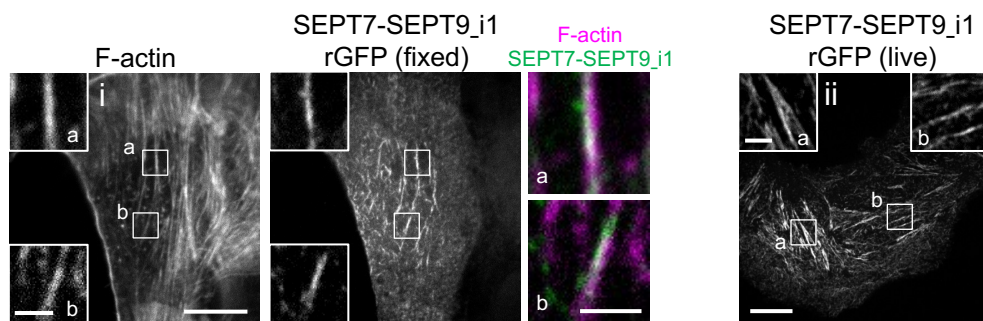 F-actin
SEPT7-SEPT9_i1
rGFP (fixed)
F-actin
SEPT7-SEPT9_i1
SEPT7-SEPT9_i1
rGFP (live)
i
a
a
b
b
a
b
ii
a
b
b
a